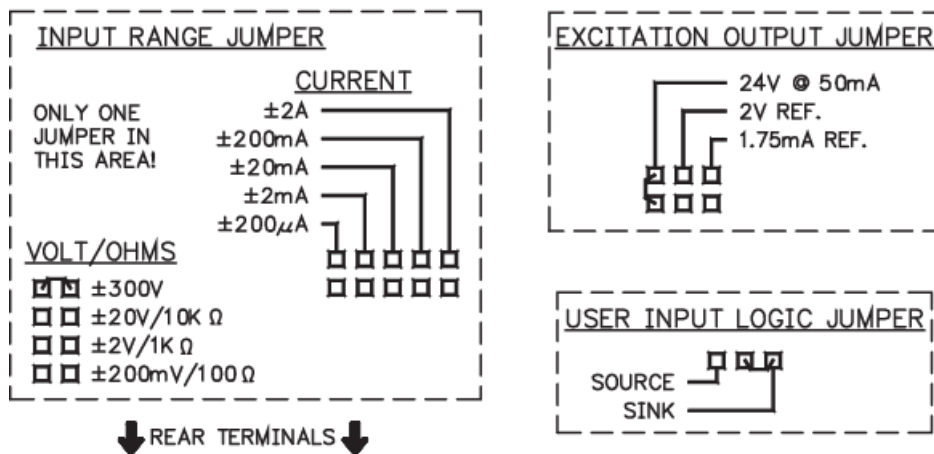 INPUT RANGE JUMPER
CURRENT
ONLY ONE
JUMPER IN
THIS AREA!
±2A
±200mA
±20mA
±2mA
±200μA
VOLT/OHMS
±300V
±20V/10K Ω
±2V/1K Ω
±200mV/100Ω
REAR TERMINALS
EXCITATION OUTPUT JUMPER
24V @ 50mA
2V REF.
1.75mA REF.
USER INPUT LOGIC JUMPER
SOURCE
SINK